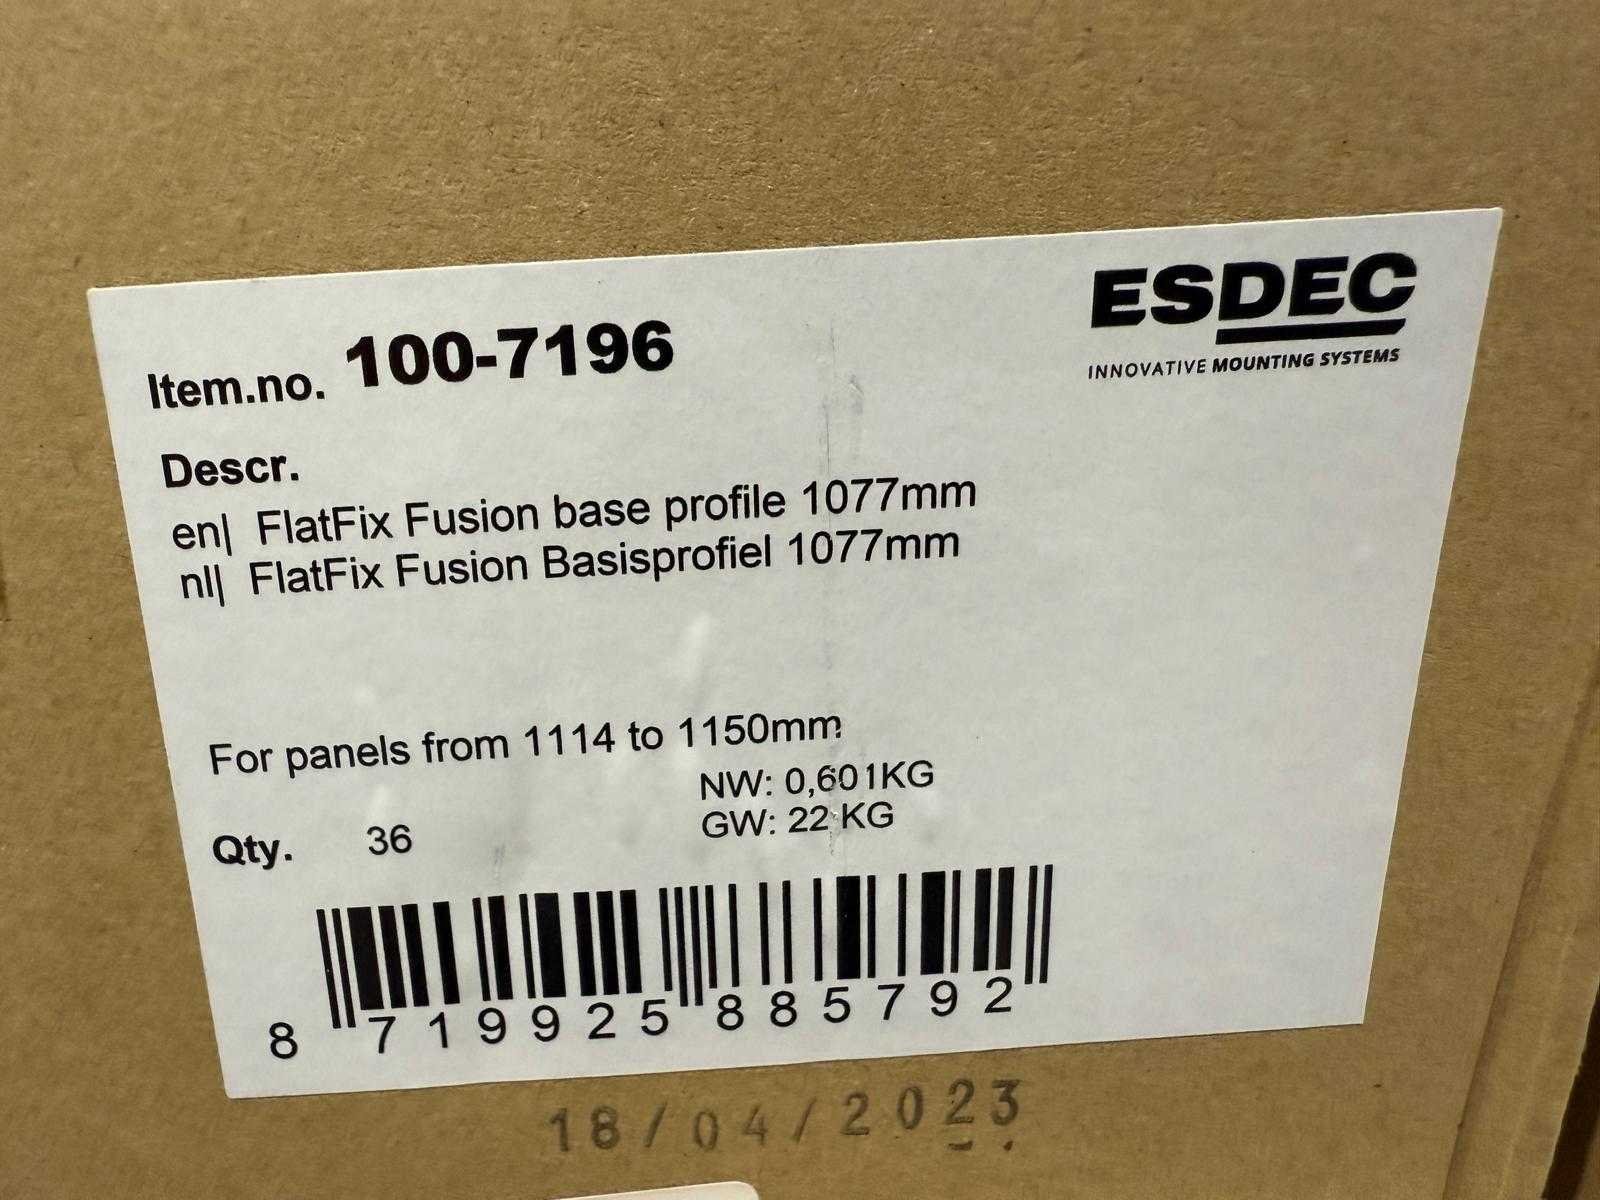 ESDEC
INNOVATIVE MOUNTING SYSTEMS
Item.no. 100-7196
Descr.
en| FlatFix Fusion base profile 1077mm
nl| FlatFix Fusion Basisprofiel 1077mm
For panels from 1114 to 1150mm
NW: 0,601KG
GW: 22 KG
Qty. 36
8 719925 885792
18/04/2023